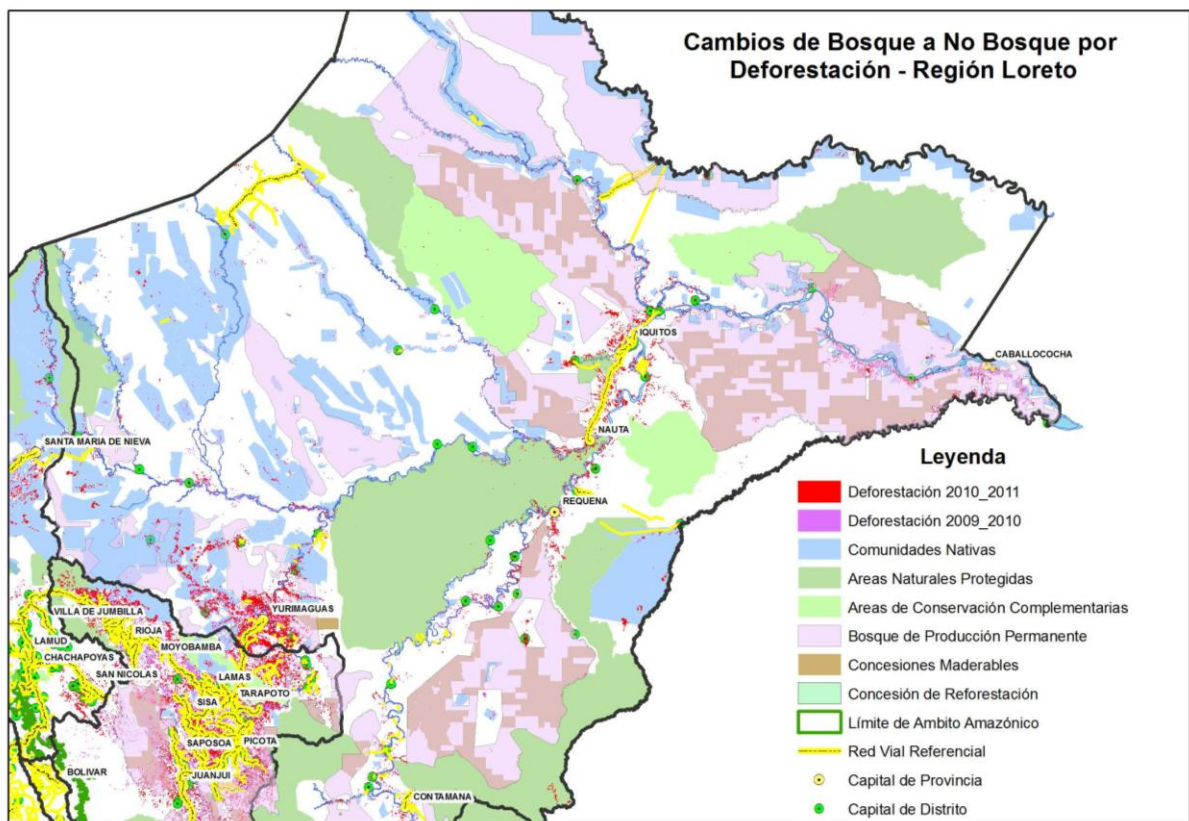 Cambios de Bosque a No Bosque por
Deforestación - Región Loreto
IQUITOS
CABALLOCOCHA
NAUTA
SANTA MARIA DE NIEVA
REQUENA
YURIMAGUAS
VILLA DE JUMBILLA
RIOJA
LAMUD
MOYOBAMBA
CHACHAPOYAS
SAN NICOLAS
LAMAS
TARAPOTO
SISA
SAPOSOA
PICOTA
BOLIVAR
JUANJUI
CONTAMANA
Leyenda
Deforestación 2010_2011
Deforestación 2009_2010
Comunidades Nativas
Areas Naturales Protegidas
Areas de Conservación Complementarias
Bosque de Producción Permanente
Concesiones Maderables
Concesión de Reforestación
Límite de Ambito Amazónico
Red Vial Referencial
Capital de Provincia
Capital de Distrito